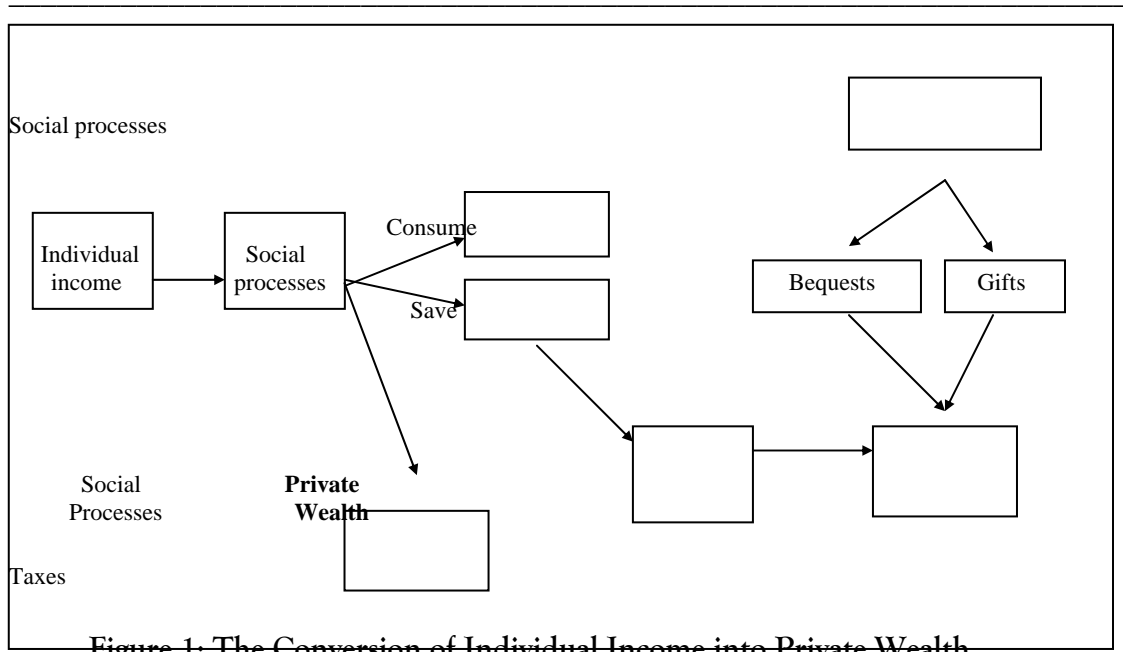 Social processes
Consume
Individual
income
Social
processes
Bequests
Gifts
Save
Social
Processes
Private
Wealth
Taxes
Figure 1: The Conversion of Individual Income into Private Wealth